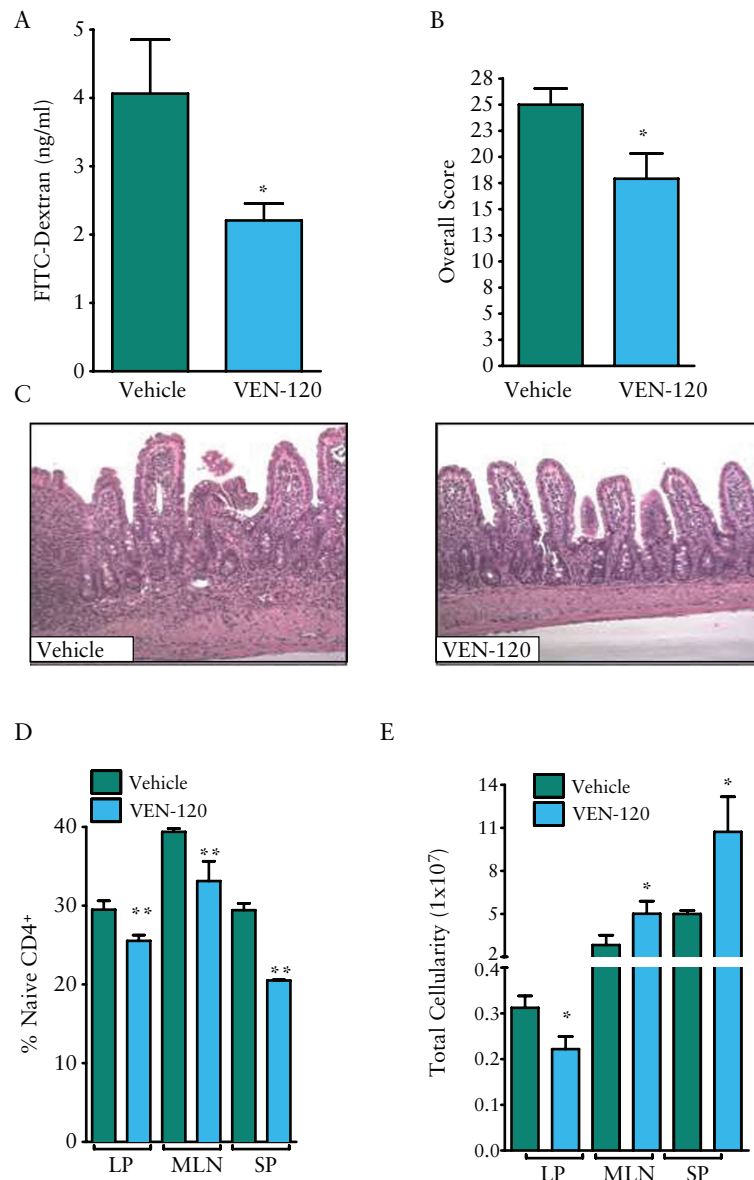 A
FITC-Dextran (ng/ml)
5
4
3
2
1
0
*
Vehicle
VEN-120
B
Overall Score
28
25
23
20
18
15
13
10
8
5
3
0
*
Vehicle
VEN-120
C
Vehicle
VEN-120
D
Vehicle
VEN-120
% Naive CD4+
40
30
20
10
0
**
**
**
LP
MLN
SP
E
Vehicle
VEN-120
Total Cellularity (1x10⁷)
14
11
8
5
2
0.4
0.3
0.2
0.1
0.0
*
*
*
LP
MLN
SP